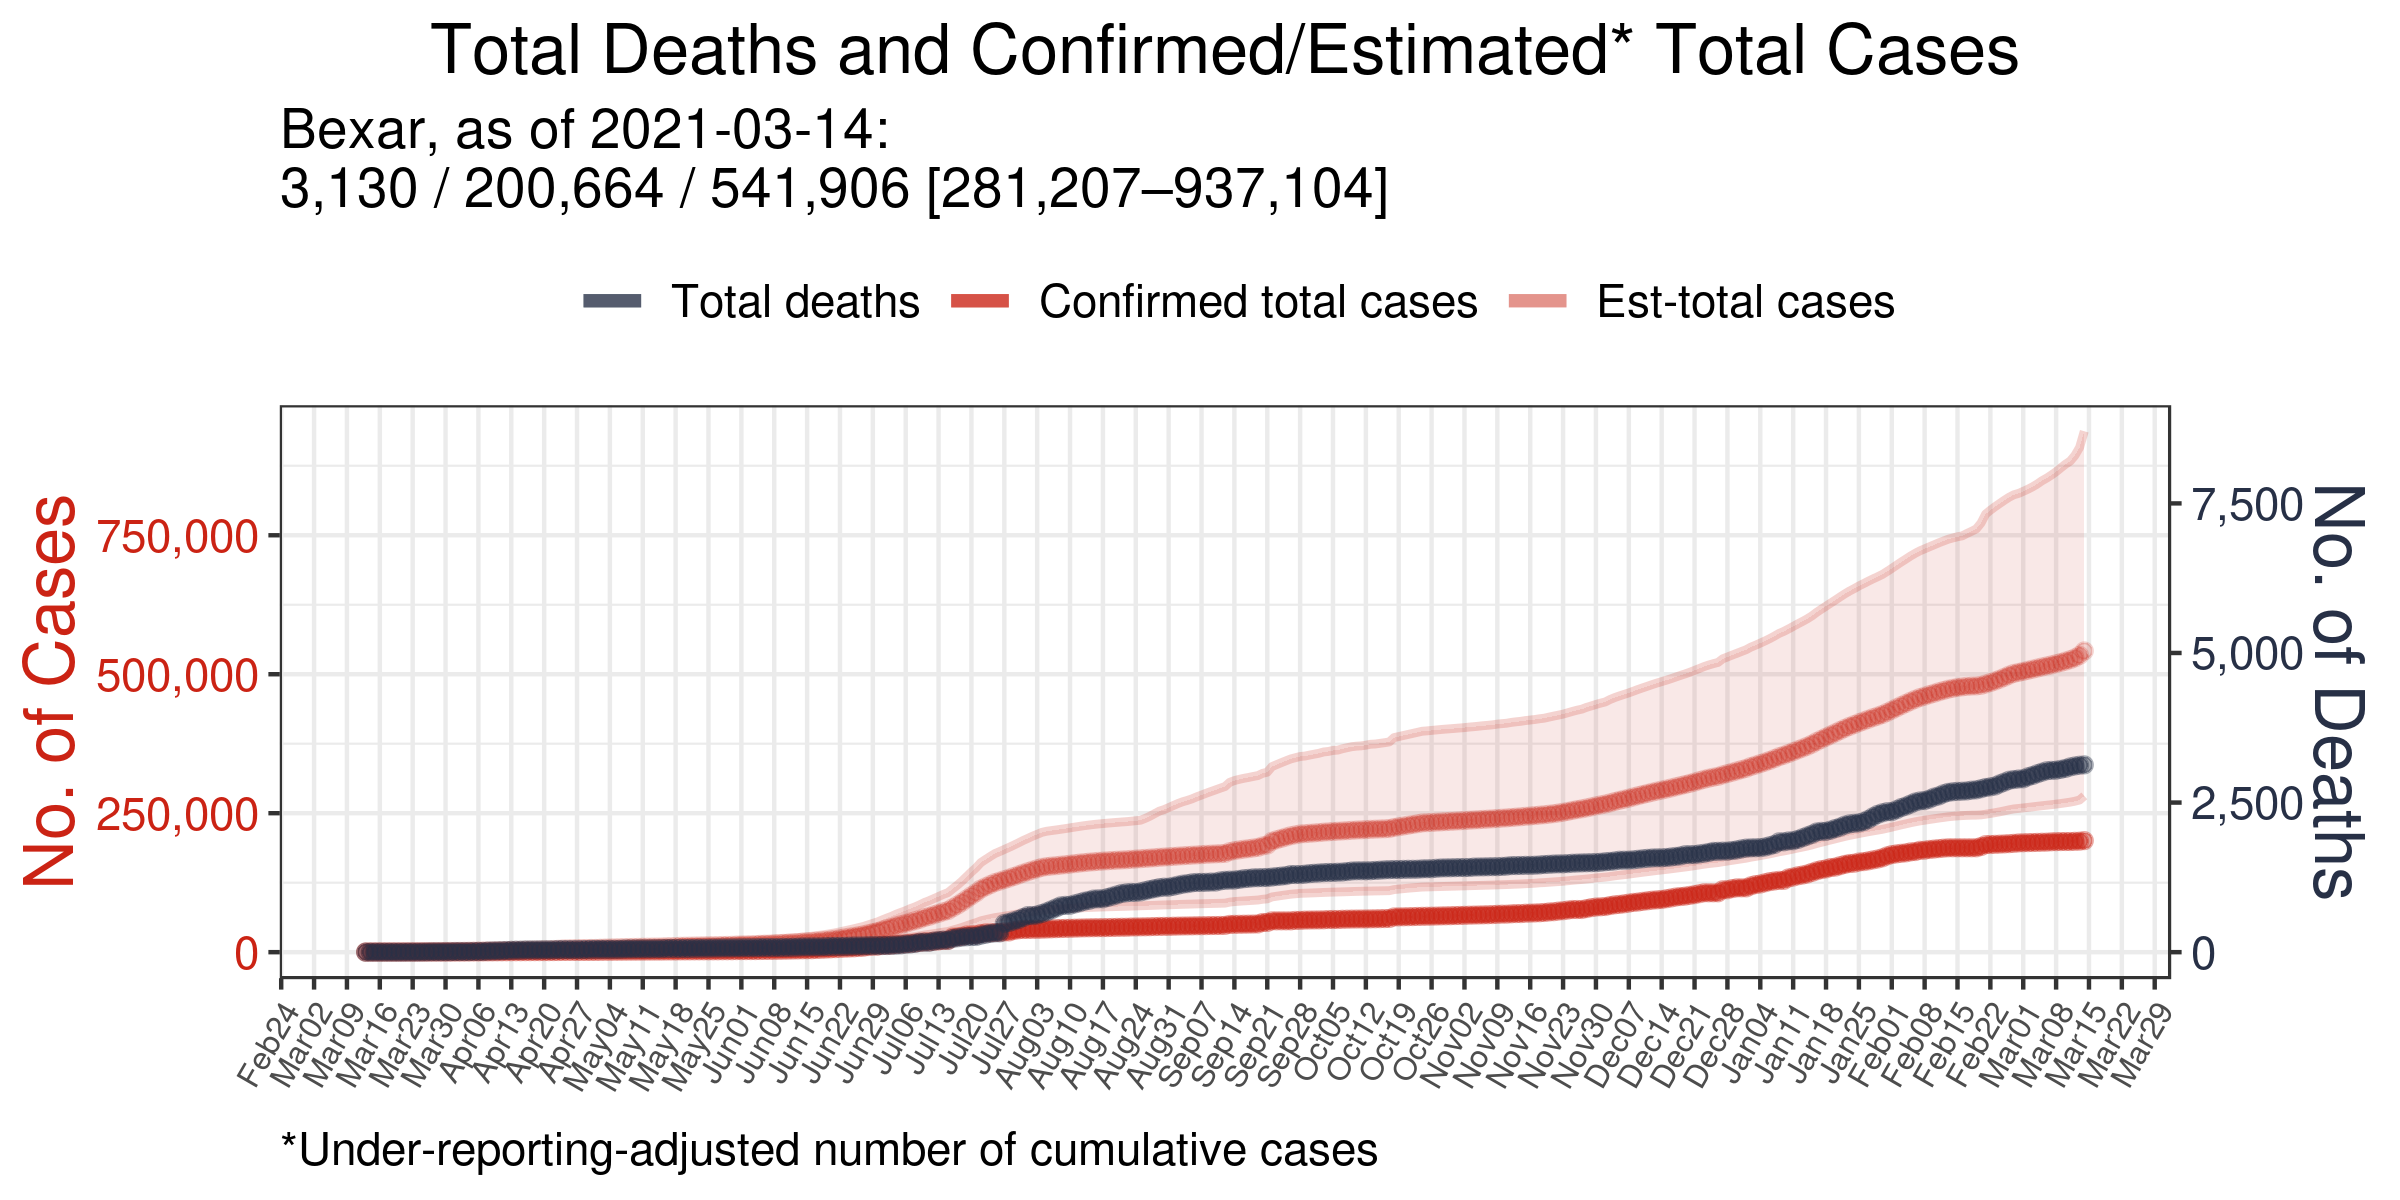 Total Deaths and Confirmed/Estimated* Total Cases
Bexar, as of 2021-03-14:
3,130 / 200,664 / 541,906 [281,207–937,104]
Total deaths
Confirmed total cases
Est-total cases
No. of Cases
750,000
500,000
250,000
0
7,500
5,000
2,500
0
No. of Deaths
Feb24
Mar02
Mar09
Mar16
Mar23
Mar30
Apr06
Apr13
Apr20
Apr27
May04
May11
May18
May25
Jun01
Jun08
Jun15
Jun22
Jun29
Jul06
Jul13
Jul20
Jul27
Aug03
Aug10
Aug17
Aug24
Aug31
Sep07
Sep14
Sep21
Sep28
Oct05
Oct12
Oct19
Oct26
Nov02
Nov09
Nov16
Nov23
Nov30
Dec07
Dec14
Dec21
Dec28
Jan04
Jan11
Jan18
Jan25
Feb01
Feb08
Feb15
Feb22
Mar01
Mar08
Mar15
Mar22
Mar29
*Under-reporting-adjusted number of cumulative cases